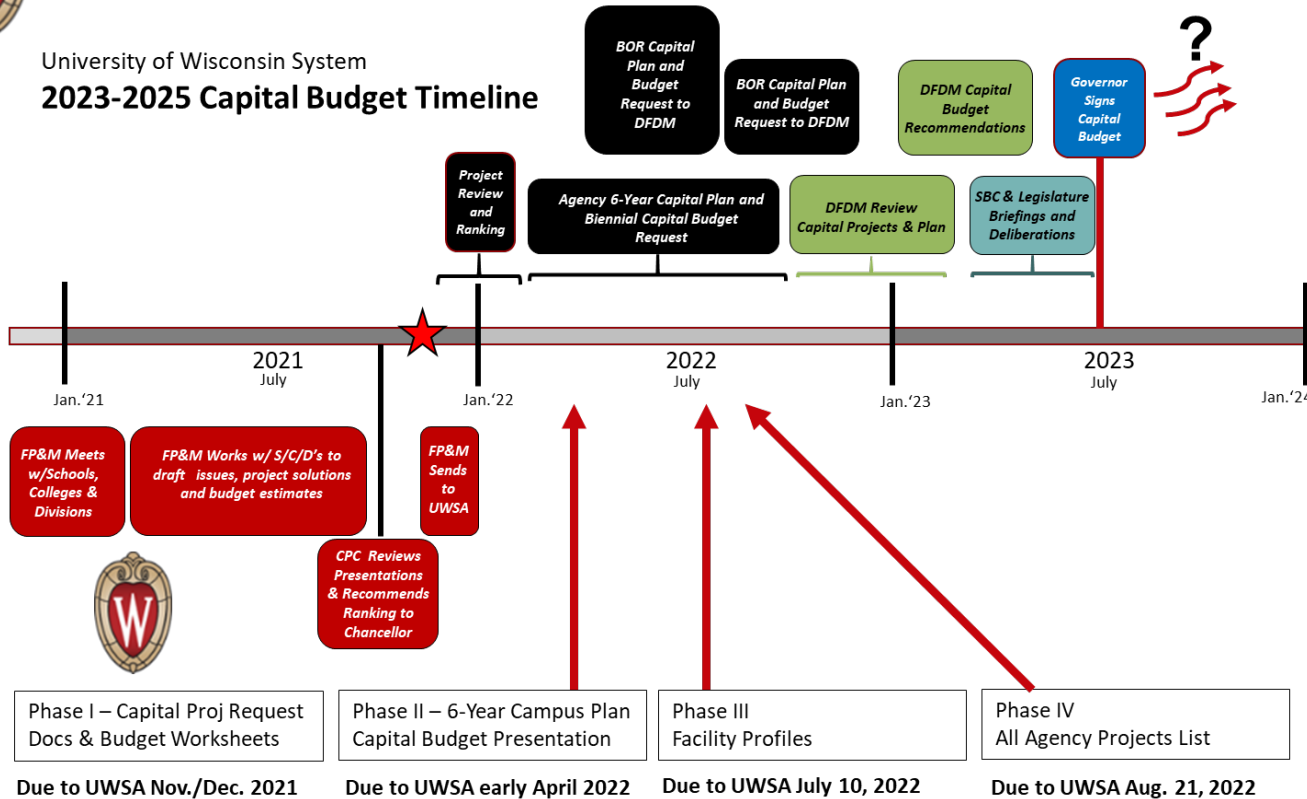 University of Wisconsin System
2023-2025 Capital Budget Timeline
BOR Capital
Plan and
Budget
Request to
DFDM
BOR Capital Plan
and Budget
Request to DFDM
DFDM Capital
Budget
Recommendations
Governor
Signs
Capital
Budget
?
Project
Review
and
Ranking
Agency 6-Year Capital Plan and
Biennial Capital Budget
Request
DFDM Review
Capital Projects & Plan
SBC & Legislature
Briefings and
Deliberations
2021
July
2022
July
2023
July
Jan.‘21
Jan.‘22
Jan.‘23
Jan.‘24
FP&M Meets
w/Schools,
Colleges &
Divisions
FP&M Works w/ S/C/D's to
draft issues, project solutions
and budget estimates
FP&M
Sends
to
UWSA
CPC Reviews
Presentations
& Recommends
Ranking to
Chancellor
W
Phase I – Capital Proj Request
Docs & Budget Worksheets
Phase II – 6-Year Campus Plan
Capital Budget Presentation
Phase III
Facility Profiles
Phase IV
All Agency Projects List
Due to UWSA Nov./Dec. 2021
Due to UWSA early April 2022
Due to UWSA July 10, 2022
Due to UWSA Aug. 21, 2022